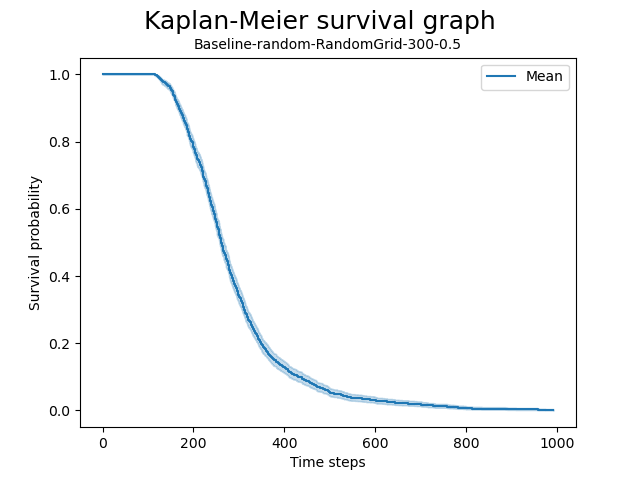 Kaplan-Meier survival graph
Baseline-random-RandomGrid-300-0.5
Mean
Survival probability
1.0
0.8
0.6
0.4
0.2
0.0
0 200 400 600 800 1000
Time steps